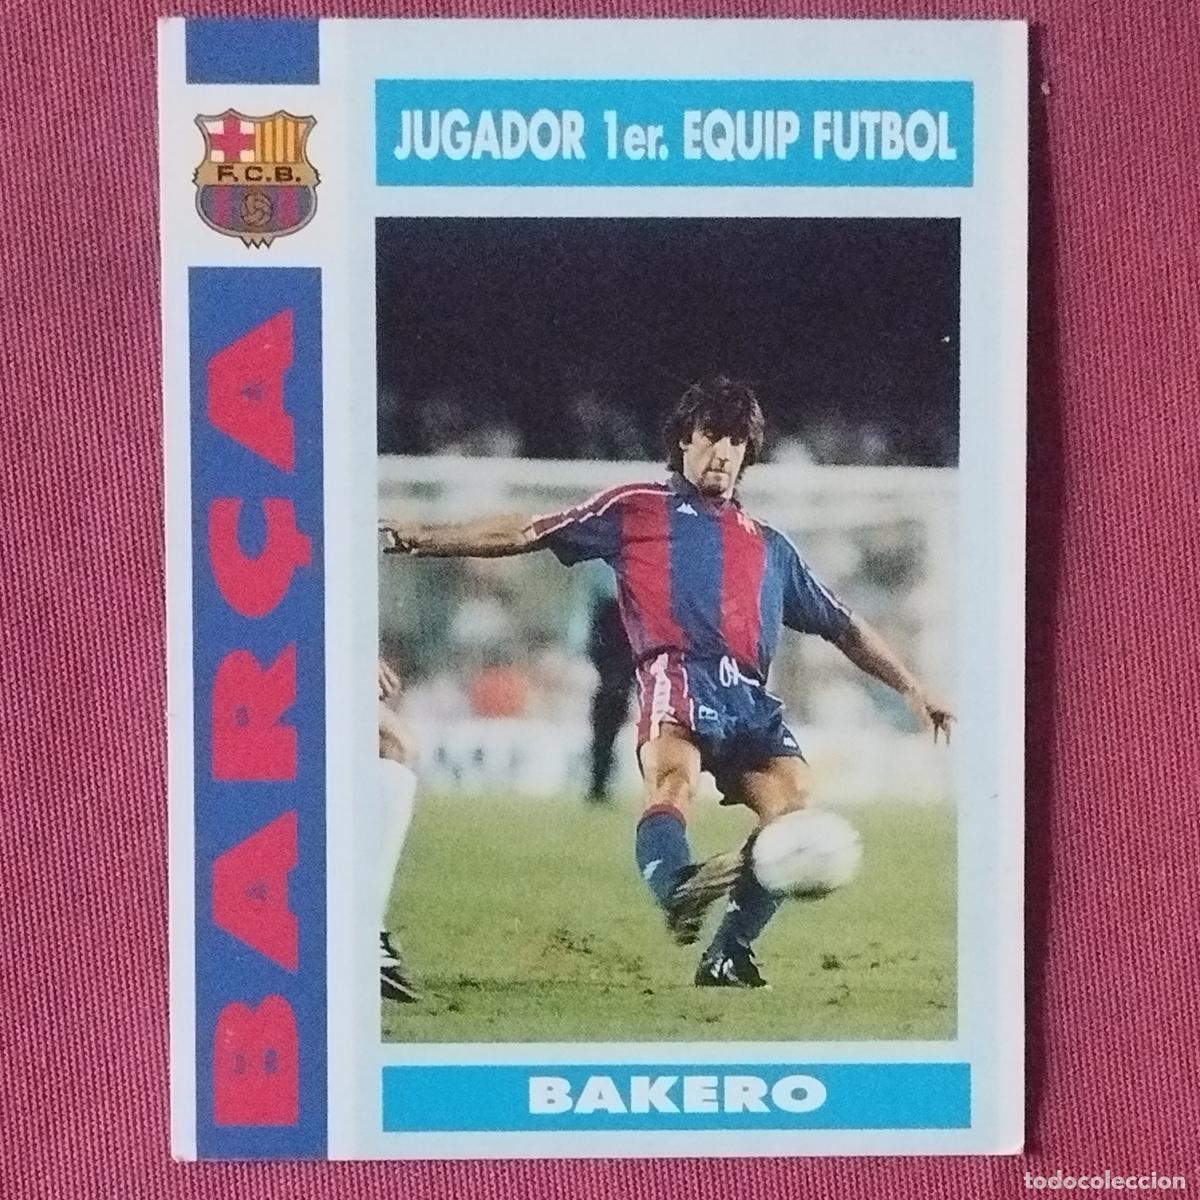 JUGADOR 1er. EQUIP FUTBOL
F.C.B.
BARÇA
BAKERO
todocoleccion